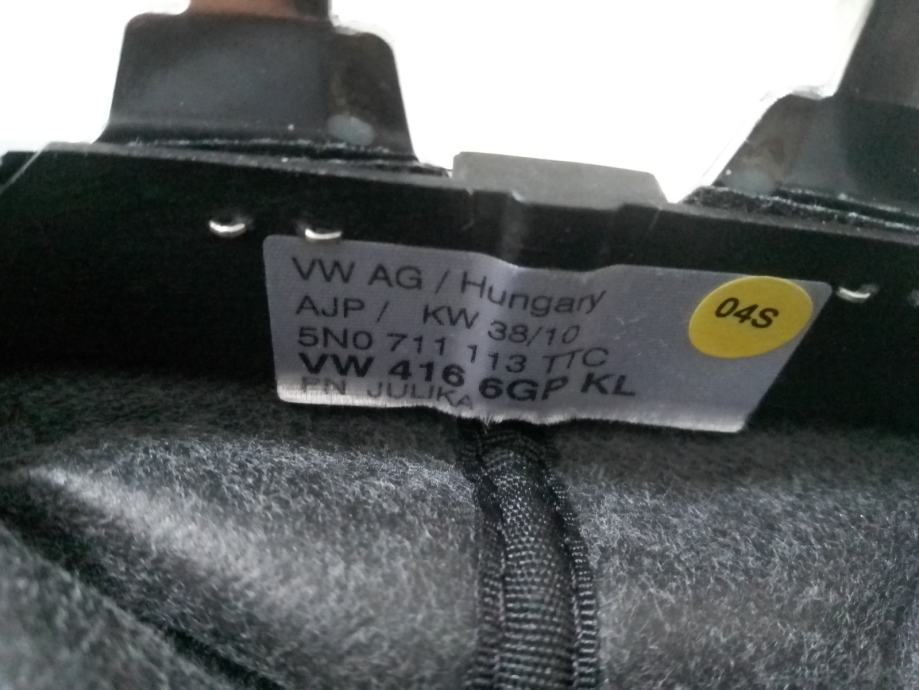 VW AG / Hungary
AJP / KW 38/10
5N0 711 113 TTC
VW 416 6GP KL
FN JULIKA
04S